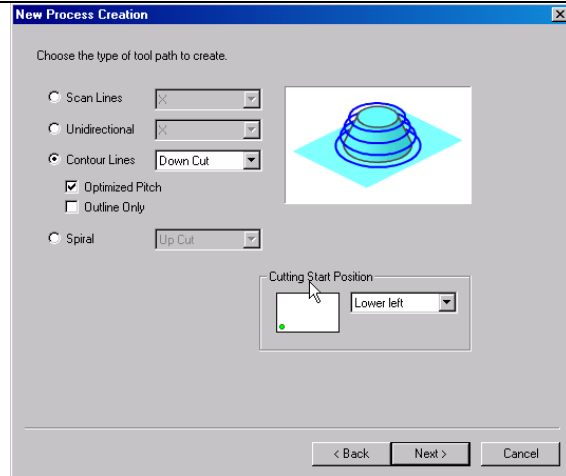 New Process Creation
Choose the type of tool path to create.
Scan Lines X
Unidirectional X
Contour Lines Down Cut
Optimized Pitch
Outline Only
Spiral Up Cut
Cutting Start Position
Lower left
< Back Next > Cancel